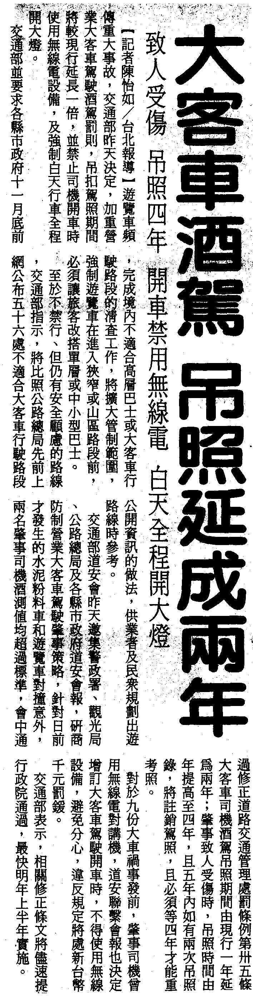 大客車酒駕 吊照延成兩年
致人受傷 吊照四年 開車禁用無線電 白天全程開大燈
【記者陳怡如／台北報導】遊覽車頻
傳重大事故，交通部昨天決定，加重營
業大客車駕駛酒駕罰則，吊扣駕照期間
將較現行延長一倍，並禁止司機開車時
使用無線電設備，及強制白天行車全程
開大燈。
交通部並要求各縣市政府十一月底前
，完成境內不適合高層巴士或大客車行
駛路段的清查工作，將擴大管制範圍，
強制遊覽車在進入狹窄或山區路段前，
必須讓旅客改搭單層或中小型巴士。
至於不禁行、但仍有安全顧慮的路線
，交通部指示，將比照公路總局先前上
網公布五十六處不適合大客車行駛路段
公開資訊的做法，供業者及民眾規劃出遊
路線時參考。
交通部道安會昨天邀集警政署、觀光局
、公路總局及各縣市政府道安會報，研商
防制營業大客車駕駛肇事策略，針對日前
才發生的水泥粉料車和遊覽車對撞意外，
兩名肇事司機酒測值均超過標準，會中通
過修正道路交通管理處罰條例第卅五條
大客車司機酒駕吊照期間由現行一年延
為兩年；肇事致人受傷時，吊照時間由
年提高至四年，且五年內如有兩次吊照
錄，將註銷駕照，且必須等四年才能重
考照。
對於九份大車禍事發前，肇事司機曾
用無線電對講機，道安聯繫會報也決定
增訂大客車駕駛開車時，不得使用無線
設備，避免分心，違反規定將處新台幣
千元罰鍰。
交通部表示，相關修正條文將儘速提
行政院通過，最快明年上半年實施。